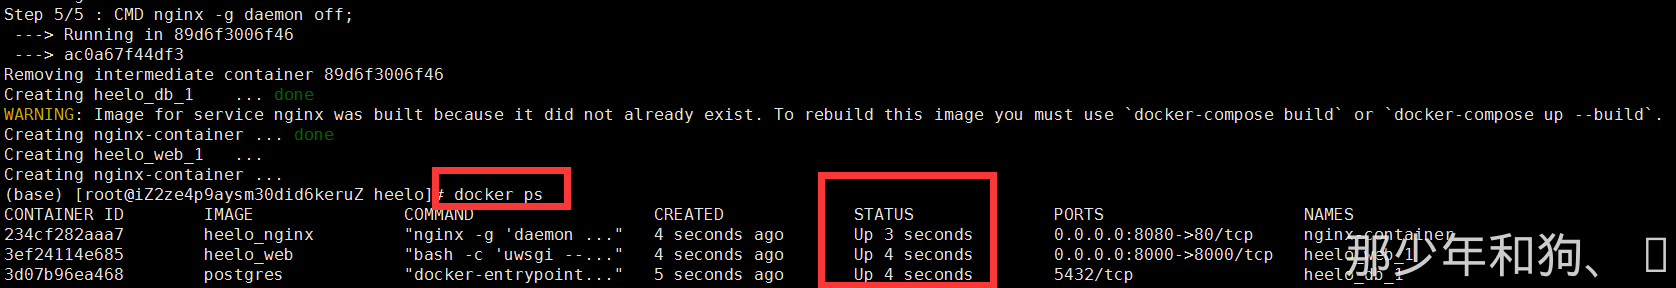 Step 5/5 : CMD nginx -g daemon off;
 ---> Running in 89d6f3006f46
 ---> ac0a67f44df3
Removing intermediate container 89d6f3006f46
Creating heelo_db_1    ... done
WARNING: Image for service nginx was built because it did not already exist. To rebuild this image you must use `docker-compose build` or `docker-compose up --build`.
Creating nginx-container ... done
Creating heelo_web_1   ...
Creating nginx-container ...
(base) [root@iZ2ze4p9aysm30did6keruZ heelo]# docker ps
CONTAINER ID        IMAGE               COMMAND                  CREATED             STATUS              PORTS                    NAMES
234cf282aaa7        heelo_nginx         "nginx -g 'daemon ..."   4 seconds ago       Up 3 seconds        0.0.0.0:8080->80/tcp     nginx-container
3ef24114e685        heelo_web           "bash -c 'uwsgi --..."   4 seconds ago       Up 4 seconds        0.0.0.0:8000->8000/tcp   heelo_web_1
3d07b96ea468        postgres            "docker-entrypoint..."   5 seconds ago       Up 4 seconds        5432/tcp                 heelo_db_1
那少年和狗、